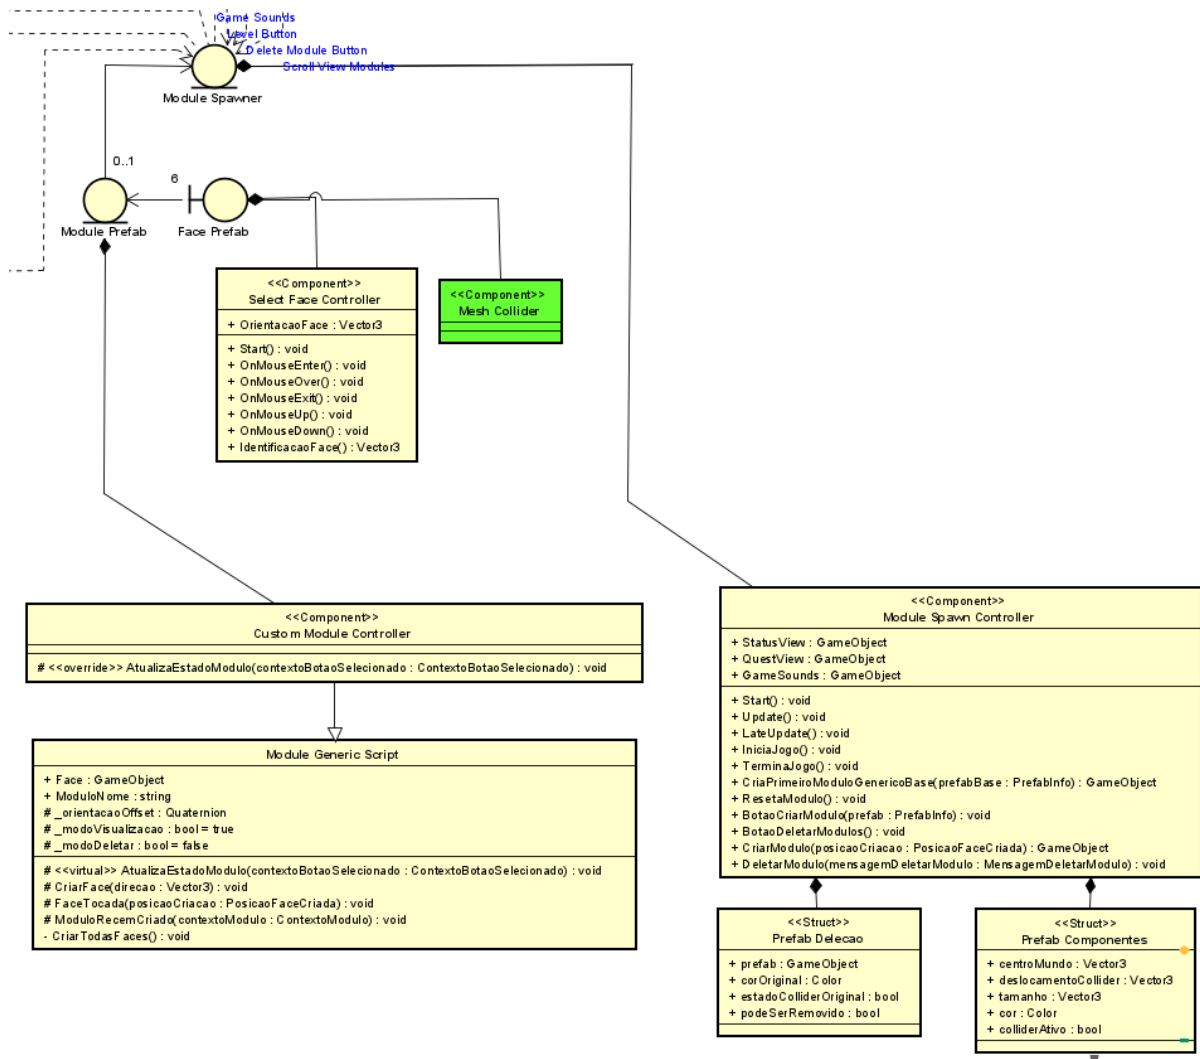 Game Sounds
Level Button
Delete Module Button
Scroll View Modules
Module Spawner
0..1
6
Module Prefab
Face Prefab
<<Component>>
Select Face Controller
+ OrientacaoFace : Vector3
+ Start() : void
+ OnMouseEnter() : void
+ OnMouseOver() : void
+ OnMouseExit() : void
+ OnMouseUp() : void
+ OnMouseDown() : void
+ IdentificacaoFace() : Vector3
<<Component>>
Mesh Collider
<<Component>>
Custom Module Controller
# <<override>> AtualizaEstadoModulo(contextoBotaoSelecionado : ContextoBotaoSelecionado) : void
Module Generic Script
+ Face : GameObject
+ ModuloNome : string
# _orientacaoOffset : Quaternion
# _modoVisualizacao : bool = true
# _modoDeletar : bool = false
# <<virtual>> AtualizaEstadoModulo(contextoBotaoSelecionado : ContextoBotaoSelecionado) : void
# CriarFace(direcao : Vector3) : void
# FaceTocada(posicaoCriacao : PosicaoFaceCriada) : void
# ModuloRecemCriado(contextoModulo : ContextoModulo) : void
- CriarTodasFaces() : void
<<Component>>
Module Spawn Controller
+ StatusView : GameObject
+ QuestView : GameObject
+ GameSounds : GameObject
+ Start() : void
+ Update() : void
+ LateUpdate() : void
+ IniciaJogo() : void
+ TerminaJogo() : void
+ CriaPrimeiroModuloGenericoBase(prefabBase : PrefabInfo) : GameObject
+ ResetaModulo() : void
+ BotaoCriarModulo(prefab : PrefabInfo) : void
+ BotaoDeletarModulos() : void
+ CriarModulo(posicaoCriacao : PosicaoFaceCriada) : GameObject
+ DeletarModulo(mensagemDeletarModulo : MensagemDeletarModulo) : void
<<Struct>>
Prefab Delecao
+ prefab : GameObject
+ corOriginal : Color
+ estadoColliderOriginal : bool
+ podeSerRemovido : bool
<<Struct>>
Prefab Componentes
+ centroMundo : Vector3
+ deslocamentoCollider : Vector3
+ tamanho : Vector3
+ cor : Color
+ colliderAtivo : bool